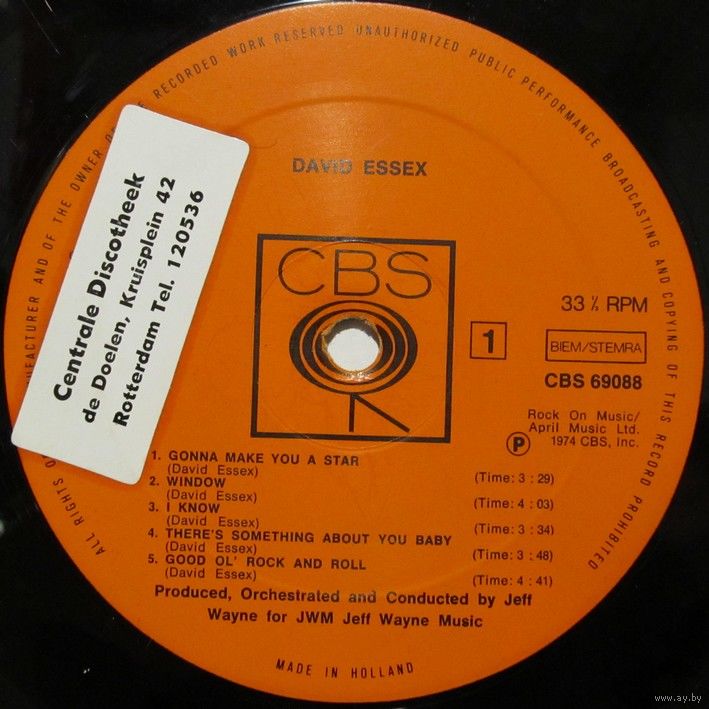 ALL RIGHTS O
UFACTURER AND OF THE OWNER O
E RECORDED WORK RESERVED UNAUTHORIZED PUBLIC PERFORMANCE BROADCASTING AND COPYING OF THIS RECORD PROHIBITED
Centrale Discotheek
de Doelen, Kruisplein 42
Rotterdam Tel. 120536
DAVID ESSEX
CBS
33 ⅓ RPM
1
BIEM/STEMRA
CBS 69088
Rock On Music/
April Music Ltd.
℗ 1974 CBS, Inc.
1. GONNA MAKE YOU A STAR
(David Essex) (Time: 3 : 29)
2. WINDOW
(David Essex) (Time: 4 : 03)
3. I KNOW
(David Essex) (Time: 3 : 34)
4. THERE'S SOMETHING ABOUT YOU BABY
(David Essex) (Time: 3 : 48)
5. GOOD OL' ROCK AND ROLL
(David Essex) (Time: 4 : 41)
Produced, Orchestrated and Conducted by Jeff
Wayne for JWM Jeff Wayne Music
MADE IN HOLLAND
www.ay.by